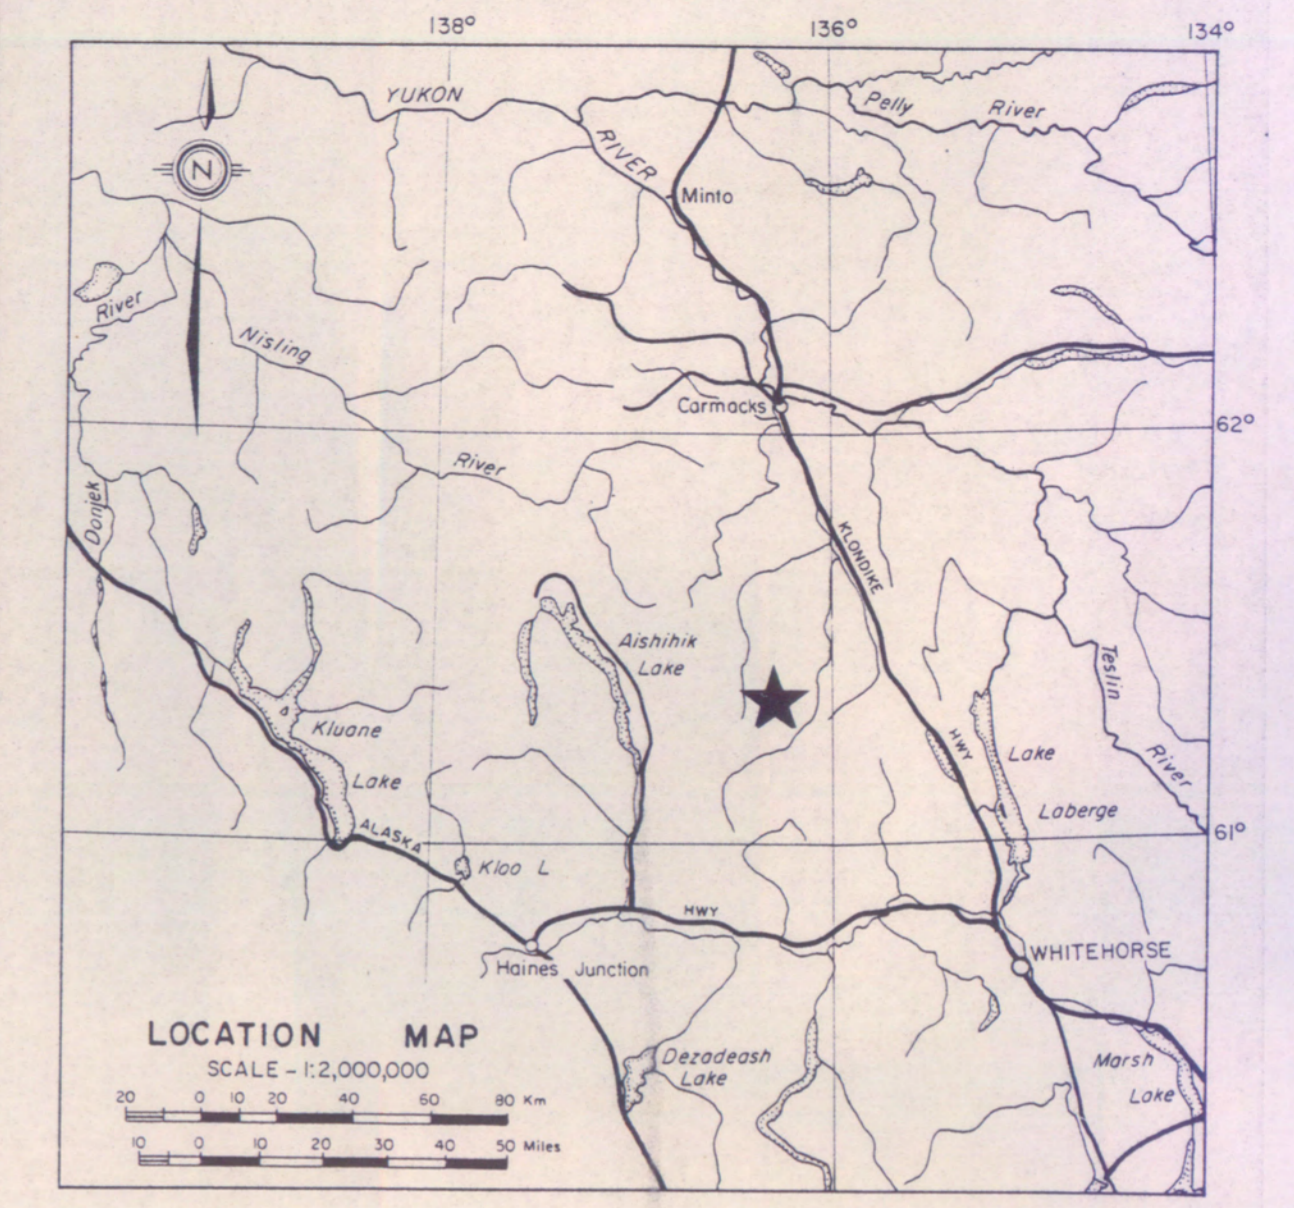 138° 136° 134°
YUKON
Pelly River
RIVER
N
Minto
River
Nisling
Carmacks
62°
River
Donjek
KLONDIKE
Aishihik
Lake
Teslin
Kluane
HWY
Lake
River
Lake
Laberge
ALASKA
61°
Kloo L
HWY
WHITEHORSE
Haines Junction
LOCATION MAP
SCALE - 1:2,000,000
Dezadeash
Lake
Marsh
Lake
20 0 10 20 40 60 80 Km
10 0 10 20 30 40 50 Miles